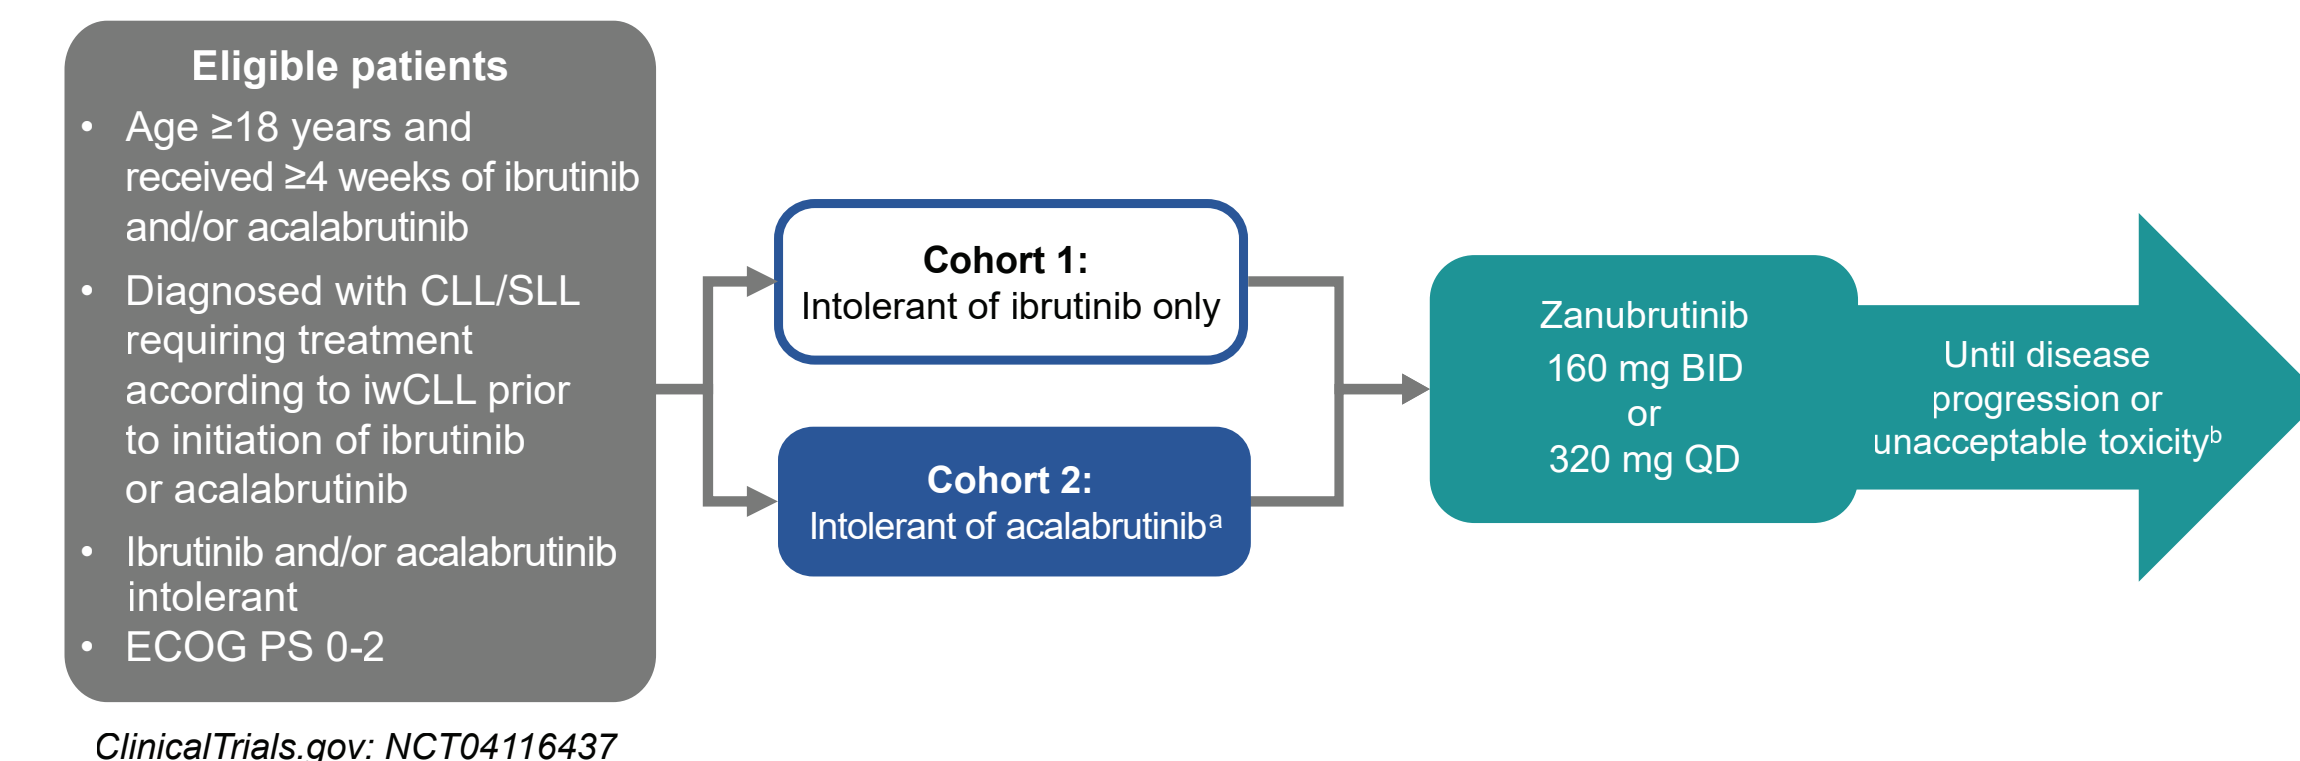 Eligible patients
• Age ≥18 years and
received ≥4 weeks of ibrutinib
and/or acalabrutinib
• Diagnosed with CLL/SLL
requiring treatment
according to iwCLL prior
to initiation of ibrutinib
or acalabrutinib
• Ibrutinib and/or acalabrutinib
intolerant
• ECOG PS 0-2
ClinicalTrials.gov: NCT04116437
Cohort 1:
Intolerant of ibrutinib only
Cohort 2:
Intolerant of acalabrutinibᵃ
Zanubrutinib
160 mg BID
or
320 mg QD
Until disease
progression or
unacceptable toxicityᵇ